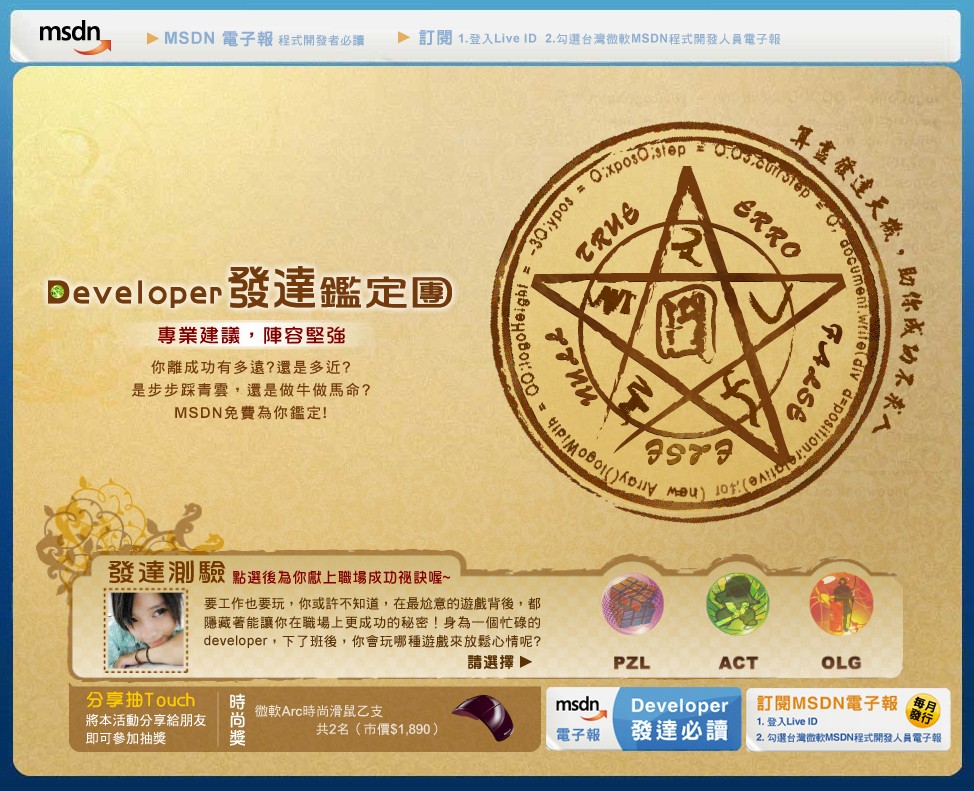 msdn
MSDN 電子報 程式開發者必讀
訂閱 1.登入Live ID 2.勾選台灣微軟MSDN程式開發人員電子報
算盡發達天機，助你成功不求人
TRUE
ERRO
FALSE
ELSE
NULL
Developer發達鑑定團
專業建議，陣容堅強
你離成功有多遠?還是多近?
是步步踩青雲，還是做牛做馬命?
MSDN免費為你鑑定!
發達測驗 點選後為你獻上職場成功祕訣喔~
要工作也要玩，你或許不知道，在最尬意的遊戲背後，都
隱藏著能讓你在職場上更成功的秘密！身為一個忙碌的
developer，下了班後，你會玩哪種遊戲來放鬆心情呢?
請選擇
PZL
ACT
OLG
分享抽Touch
將本活動分享給朋友
即可參加抽獎
時尚獎
微軟Arc時尚滑鼠乙支
共2名（市價$1,890）
msdn
電子報
Developer
發達必讀
訂閱MSDN電子報
1. 登入Live ID
2. 勾選台灣微軟MSDN程式開發人員電子報
每月
發行